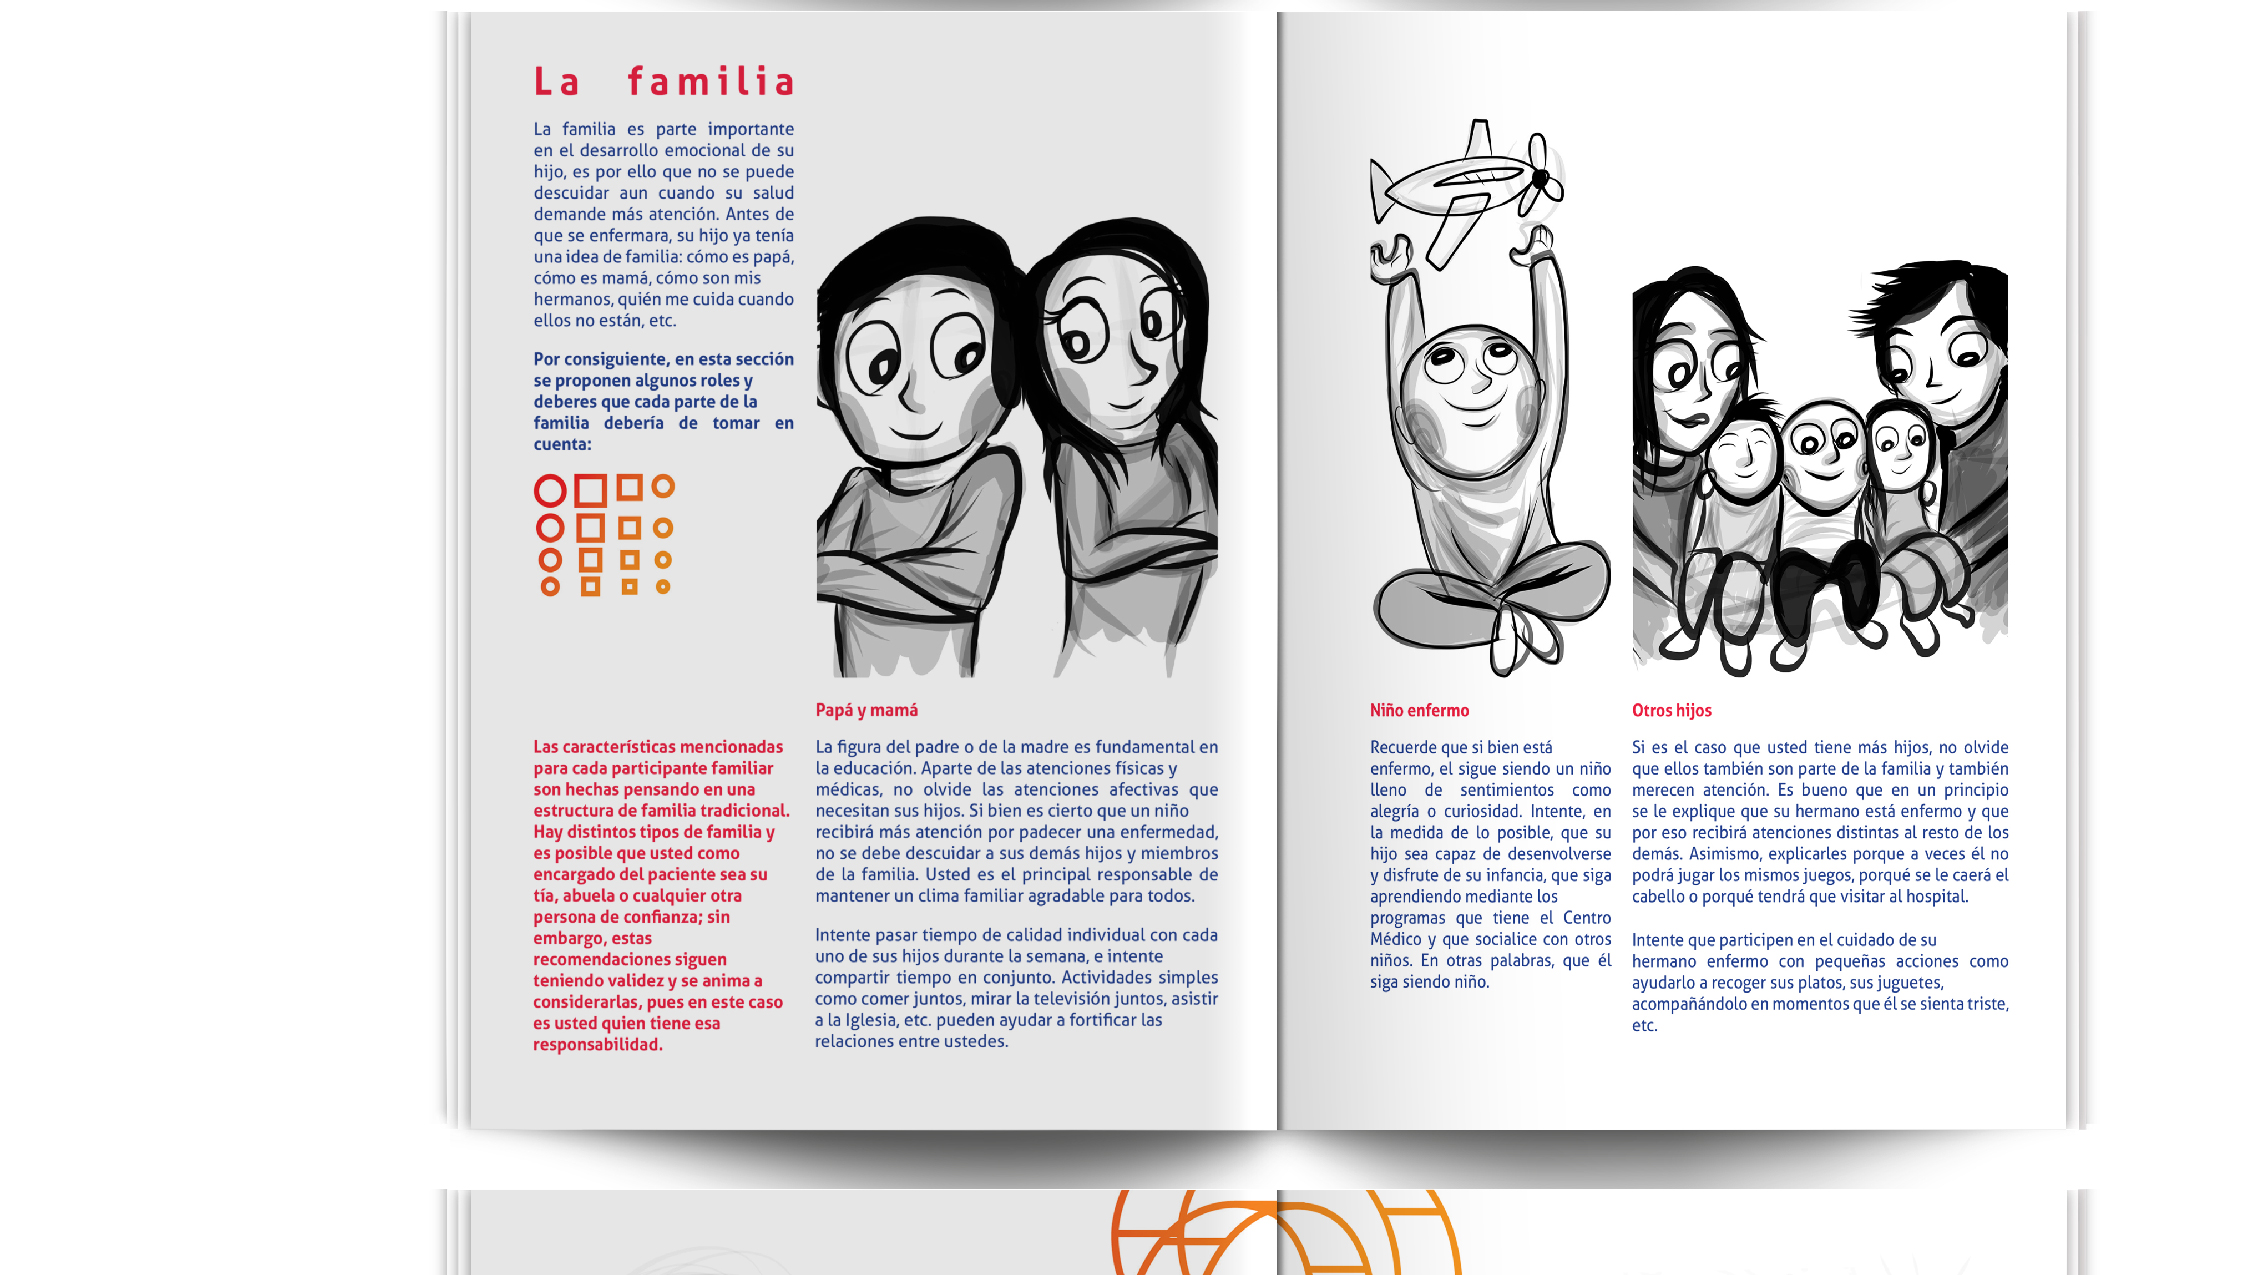 La familia
La familia es parte importante
en el desarrollo emocional de su
hijo, es por ello que no se puede
descuidar aun cuando su salud
demande más atención. Antes de
que se enfermara, su hijo ya tenía
una idea de familia: cómo es papá,
cómo es mamá, cómo son mis
hermanos, quién me cuida cuando
ellos no están, etc.
Por consiguiente, en esta sección
se proponen algunos roles y
deberes que cada parte de la
familia debería de tomar en
cuenta:
Las características mencionadas
para cada participante familiar
son hechas pensando en una
estructura de familia tradicional.
Hay distintos tipos de familia y
es posible que usted como
encargado del paciente sea su
tía, abuela o cualquier otra
persona de confianza; sin
embargo, estas
recomendaciones siguen
teniendo validez y se anima a
considerarlas, pues en este caso
es usted quien tiene esa
responsabilidad.
Papá y mamá
La figura del padre o de la madre es fundamental en
la educación. Aparte de las atenciones físicas y
médicas, no olvide las atenciones afectivas que
necesitan sus hijos. Si bien es cierto que un niño
recibirá más atención por padecer una enfermedad,
no se debe descuidar a sus demás hijos y miembros
de la familia. Usted es el principal responsable de
mantener un clima familiar agradable para todos.
Intente pasar tiempo de calidad individual con cada
uno de sus hijos durante la semana, e intente
compartir tiempo en conjunto. Actividades simples
como comer juntos, mirar la televisión juntos, asistir
a la Iglesia, etc. pueden ayudar a fortificar las
relaciones entre ustedes.
Niño enfermo
Recuerde que si bien está
enfermo, el sigue siendo un niño
lleno de sentimientos como
alegría o curiosidad. Intente, en
la medida de lo posible, que su
hijo sea capaz de desenvolverse
y disfrute de su infancia, que siga
aprendiendo mediante los
programas que tiene el Centro
Médico y que socialice con otros
niños. En otras palabras, que él
siga siendo niño.
Otros hijos
Si es el caso que usted tiene más hijos, no olvide
que ellos también son parte de la familia y también
merecen atención. Es bueno que en un principio
se le explique que su hermano está enfermo y que
por eso recibirá atenciones distintas al resto de los
demás. Asimismo, explicarles porque a veces él no
podrá jugar los mismos juegos, porqué se le caerá el
cabello o porqué tendrá que visitar al hospital.
Intente que participen en el cuidado de su
hermano enfermo con pequeñas acciones como
ayudarlo a recoger sus platos, sus juguetes,
acompañándolo en momentos que él se sienta triste,
etc.